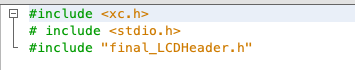 #include <xc.h>
# include <stdio.h>
#include "final_LCDHeader.h"